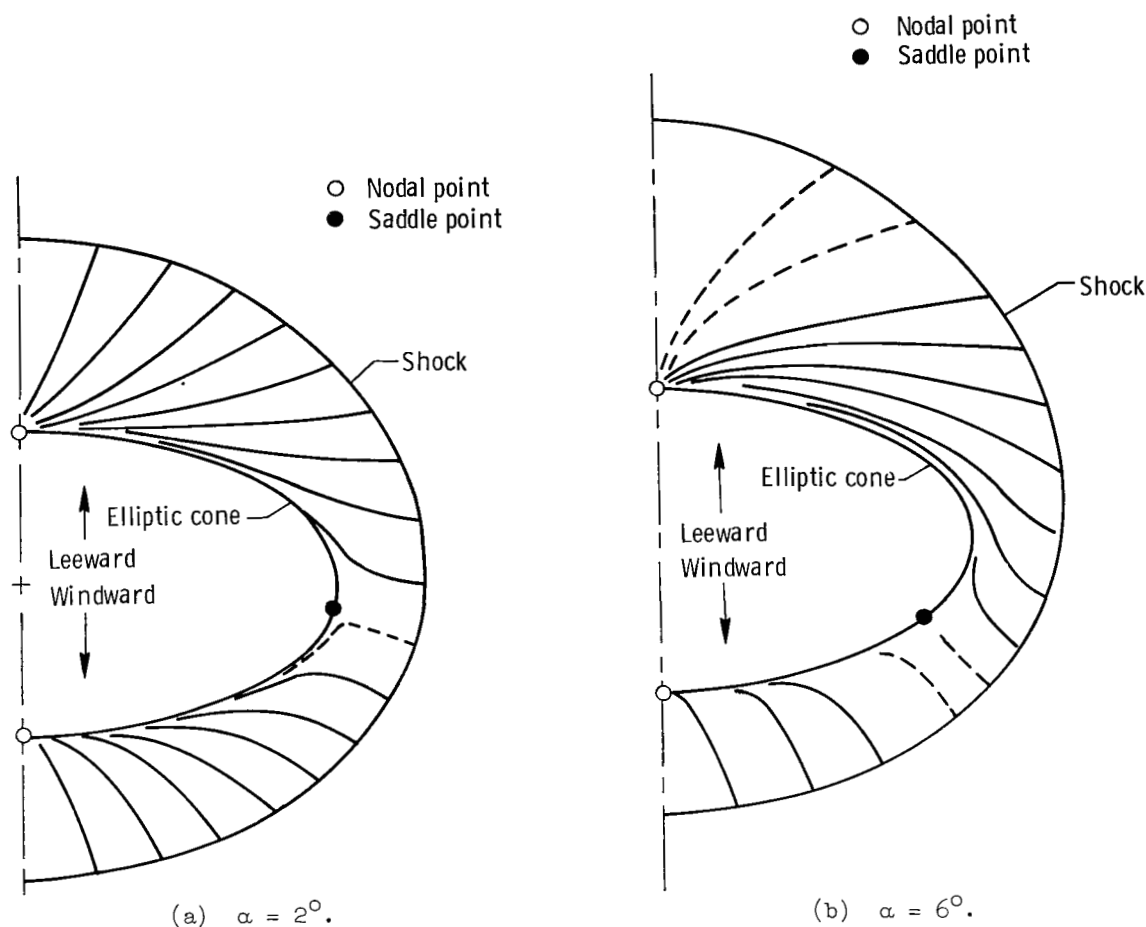 Nodal point
Saddle point
Shock
Elliptic cone
Leeward
Windward
(a) α = 2°.
Nodal point
Saddle point
Shock
Elliptic cone
Leeward
Windward
(b) α = 6°.